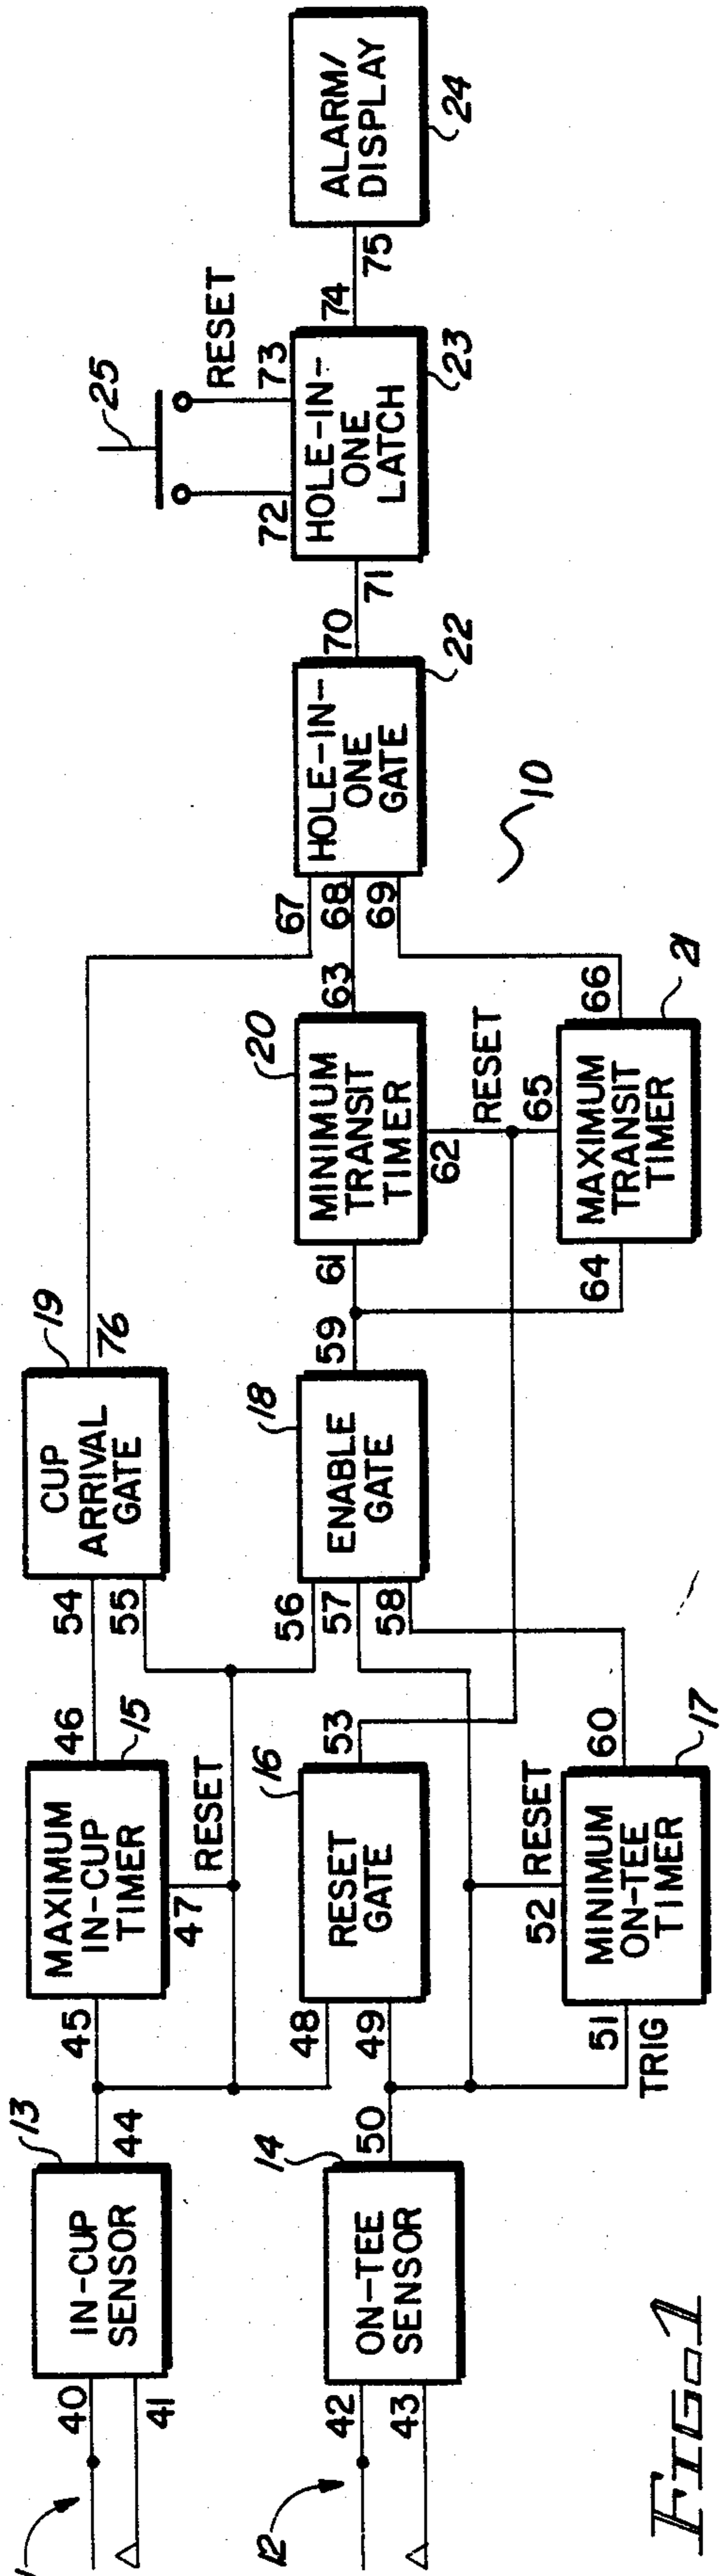 13
IN-CUP
SENSOR
40
41
44
45
MAXIMUM
IN-CUP
TIMER
46
15
47
RESET
54
55
CUP
ARRIVAL
GATE
19
76
12
42
43
14
ON-TEE
SENSOR
50
48
49
16
RESET
GATE
53
56
57
58
18
ENABLE
GATE
59
51
TRIG
52
RESET
MINIMUM
ON-TEE
TIMER
60
17
61
20
MINIMUM
TRANSIT
TIMER
62
RESET
63
64
65
MAXIMUM
TRANSIT
TIMER
66
21
67
68
69
HOLE-IN-
ONE
GATE
22
70
71
10
25
72
73
RESET
HOLE-IN-
ONE
LATCH
23
74
75
ALARM/
DISPLAY
24
FIG.1